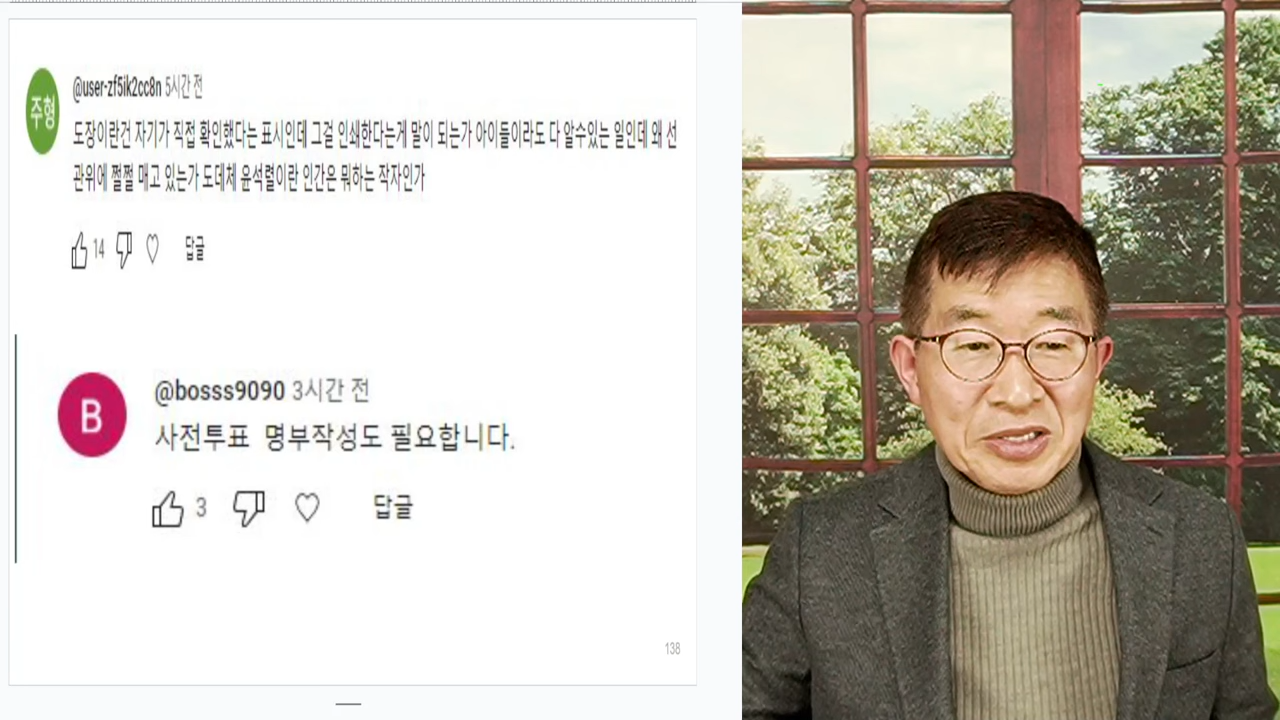 주형
@user-zf5ik2cc8n 5시간 전
도장이란건 자기가 직접 확인했다는 표시인데 그걸 인쇄한다는게 말이 되는가 아이들이라도 다 알수있는 일인데 왜 선
관위에 쩔쩔 매고 있는가 도데체 윤석렬이란 인간은 뭐하는 작자인가
14 답글
B
@bosss9090 3시간 전
사전투표 명부작성도 필요합니다.
3 답글
138